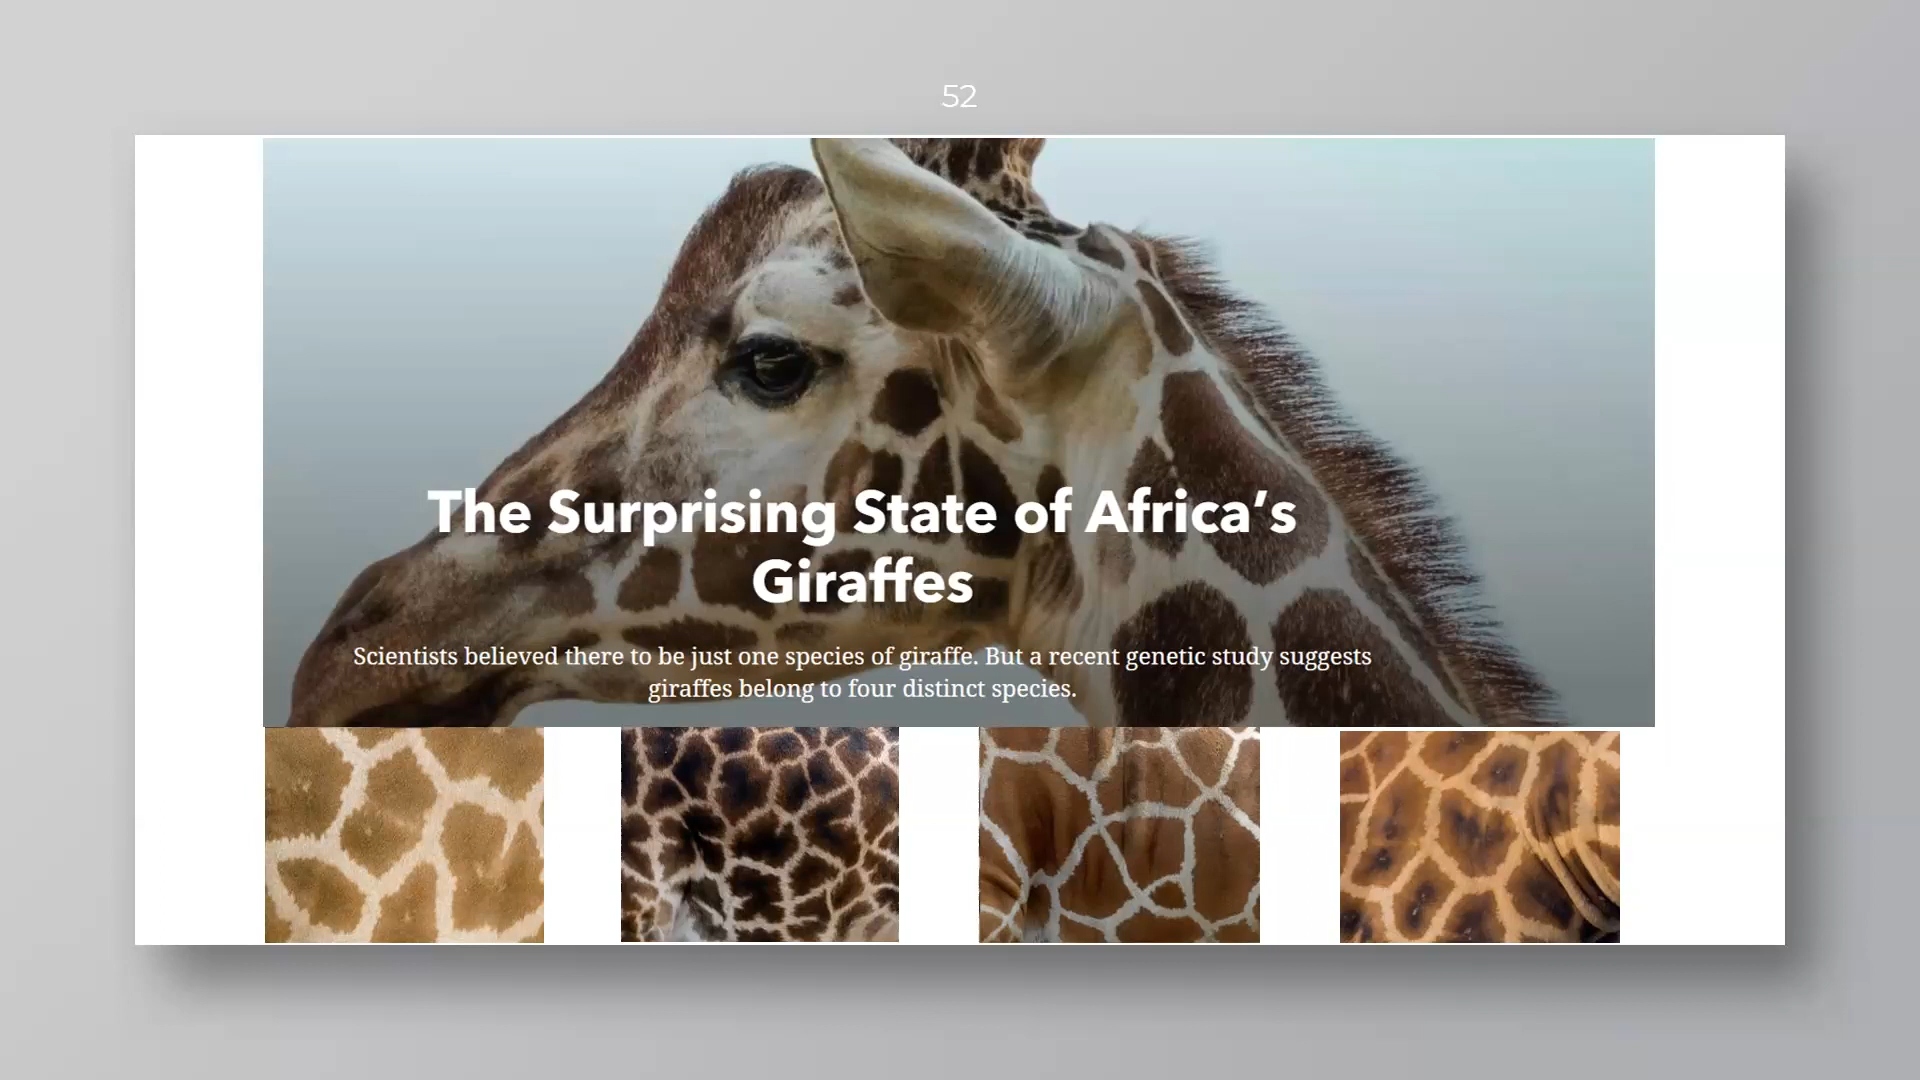 52
The Surprising State of Africa’s
Giraffes
Scientists believed there to be just one species of giraffe. But a recent genetic study suggests
giraffes belong to four distinct species.